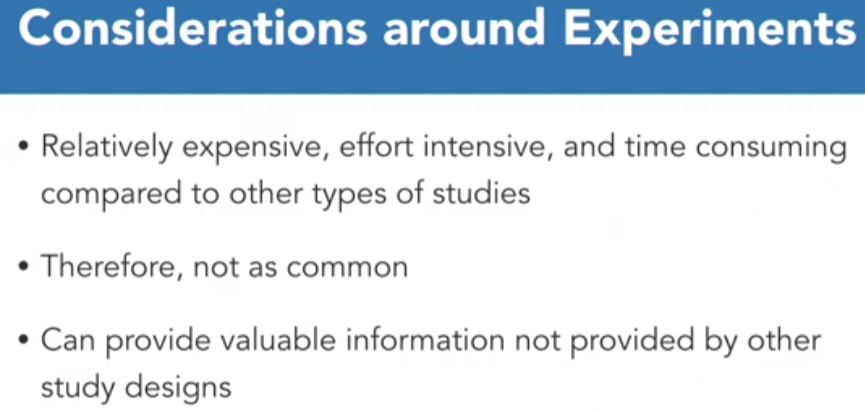 Considerations around Experiments
• Relatively expensive, effort intensive, and time consuming
compared to other types of studies
• Therefore, not as common
• Can provide valuable information not provided by other
study designs